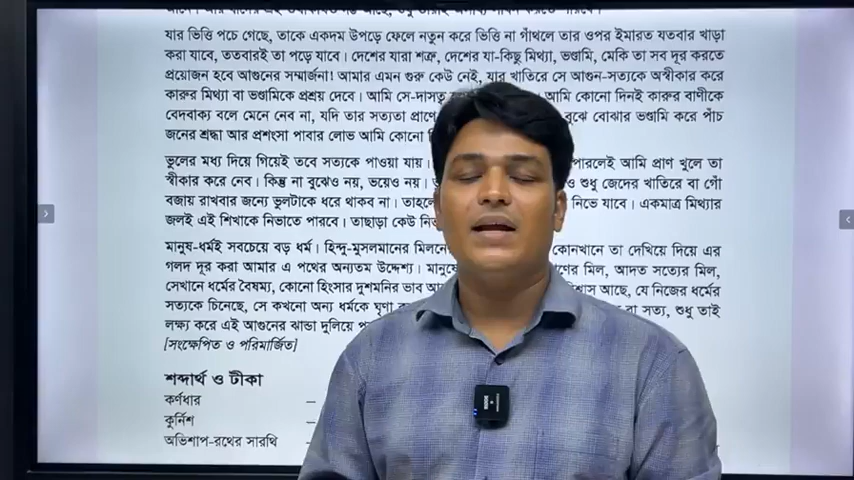 যার ভিত্তি পচে গেছে, তাকে একদম উপড়ে ফেলে নতুন করে ভিত্তি না গাঁথলে তার ওপর ইমারত যতবার খাড়া
করা যাবে, ততবারই তা পড়ে যাবে। দেশের যারা শত্রু, দেশের যা-কিছু মিথ্যা, ভণ্ডামি, মেকি তা সব দূর করতে
প্রয়োজন হবে আগুনের সম্মার্জনা! আমার এমন গুরু কেউ নেই, যার খাতিরে সে আগুন-সত্যকে অস্বীকার করে
কারুর মিথ্যা বা ভণ্ডামিকে প্রশ্রয় দেবে। আমি সে-দাসত্ব আমি কোনো দিনই কারুর বাণীকে
বেদবাক্য বলে মেনে নেব না, যদি তার সত্যতা প্রাণে বুঝে বোঝার ভণ্ডামি করে পাঁচ
জনের শ্রদ্ধা আর প্রশংসা পাবার লোভ আমি কোনো
ভুলের মধ্য দিয়ে গিয়েই তবে সত্যকে পাওয়া যায়। পারলেই আমি প্রাণ খুলে তা
স্বীকার করে নেব। কিন্তু না বুঝেও নয়, ভয়েও নয়। ও শুধু জেদের খাতিরে বা গোঁ
বজায় রাখবার জন্যে ভুলটাকে ধরে থাকব না। তাহলে নিভে যাবে। একমাত্র মিথ্যার
জলই এই শিখাকে নিভাতে পারবে। তাছাড়া কেউ
মানুষ-ধর্মই সবচেয়ে বড় ধর্ম। হিন্দু-মুসলমানের মিলনে কোনখানে তা দেখিয়ে দিয়ে এর
গলদ দূর করা আমার এ পথের অন্যতম উদ্দেশ্য। মিল, আদত সত্যের মিল,
সেখানে ধর্মের বৈষম্য, কোনো হিংসার দুশমনির ভাব আছে, যে নিজের ধর্মের
সত্যকে চিনেছে, সে কখনো অন্য ধর্মকে ঘৃণা বা সত্য, শুধু তাই
লক্ষ্য করে এই আগুনের ঝান্ডা দুলিয়ে
[সংক্ষেপিত ও পরিমার্জিত]
শব্দার্থ ও টীকা
কর্ণধার –
কুর্নিশ –
অভিশাপ-রথের সারথি –